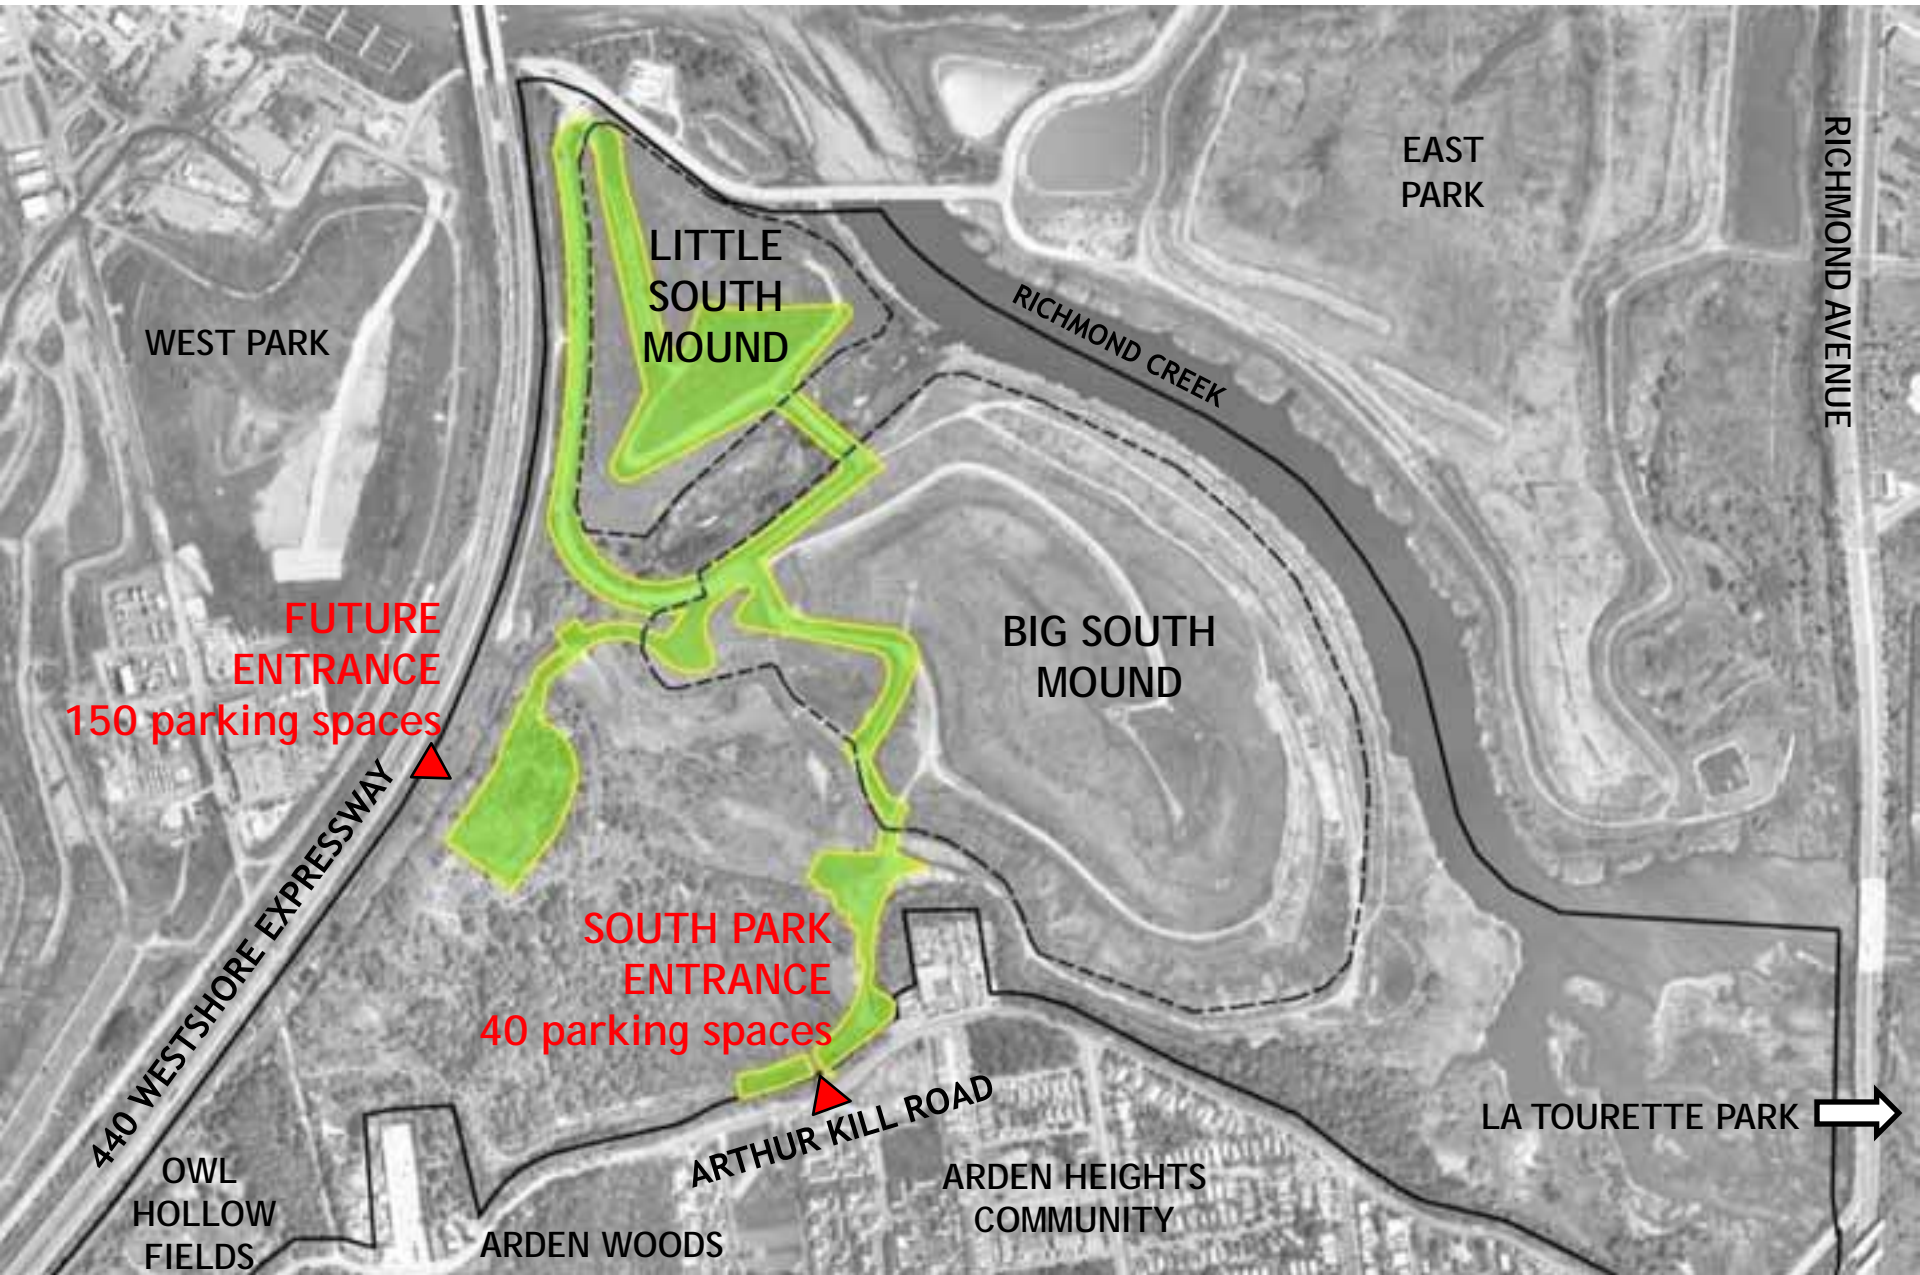 EAST
PARK
RICHMOND AVENUE
LITTLE
SOUTH
MOUND
RICHMOND CREEK
WEST PARK
FUTURE
ENTRANCE
150 parking spaces
BIG SOUTH
MOUND
440 WESTSHORE EXPRESSWAY
SOUTH PARK
ENTRANCE
40 parking spaces
ARTHUR KILL ROAD
LA TOURETTE PARK
OWL
HOLLOW
FIELDS
ARDEN WOODS
ARDEN HEIGHTS
COMMUNITY